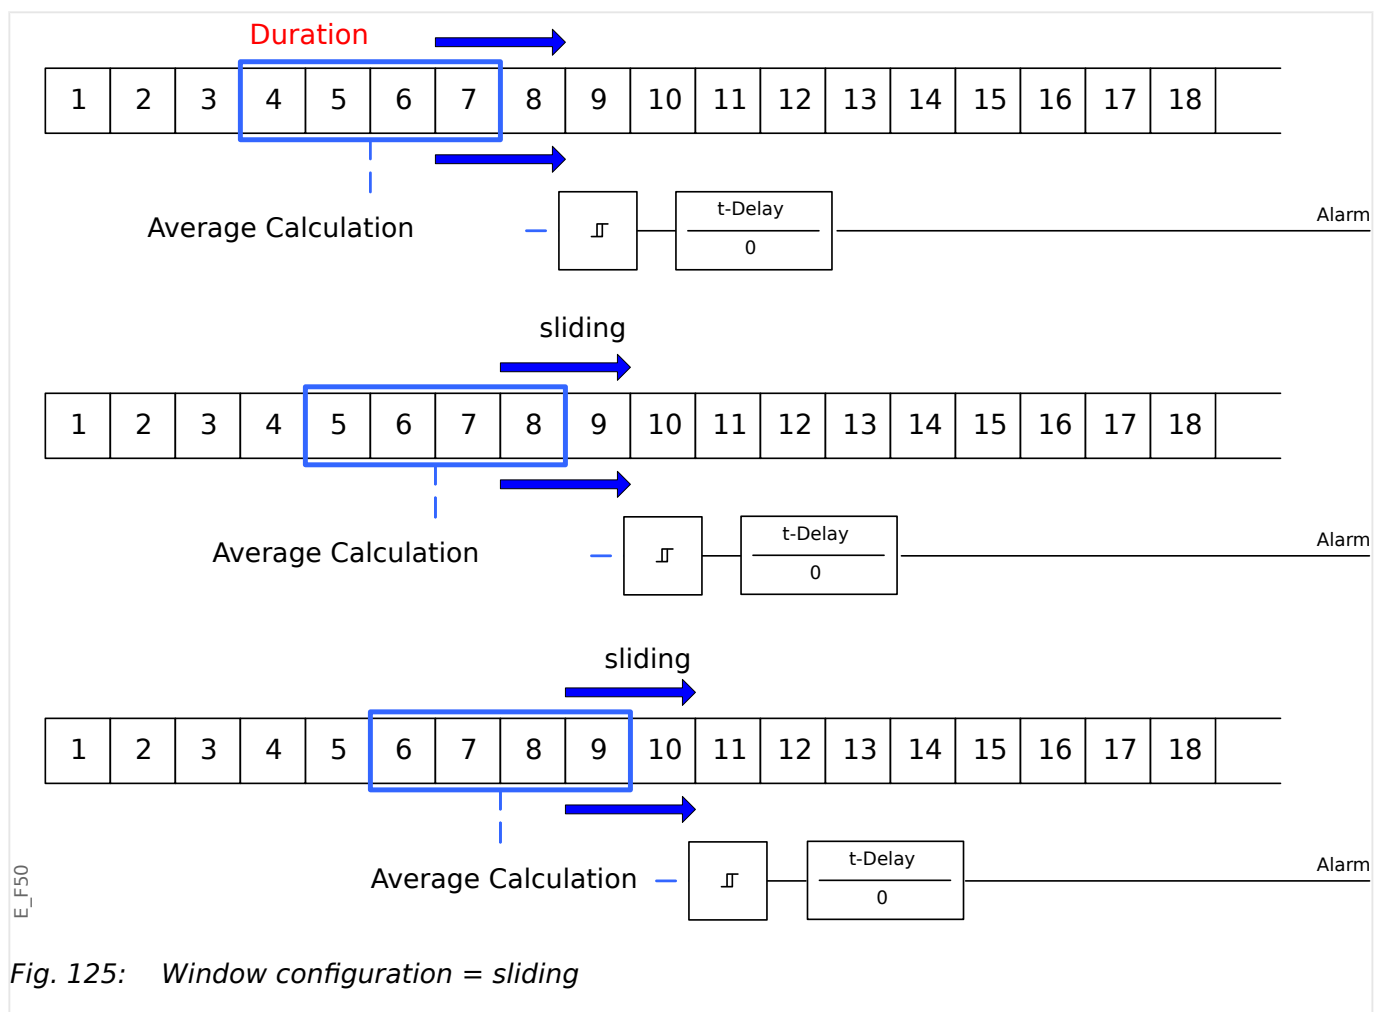 Duration
1 2 3 4 5 6 7 8 9 10 11 12 13 14 15 16 17 18
Average Calculation
t-Delay
0
Alarm
sliding
1 2 3 4 5 6 7 8 9 10 11 12 13 14 15 16 17 18
Average Calculation
t-Delay
0
Alarm
sliding
1 2 3 4 5 6 7 8 9 10 11 12 13 14 15 16 17 18
Average Calculation
t-Delay
0
Alarm
E_F50
Fig. 125: Window configuration = sliding